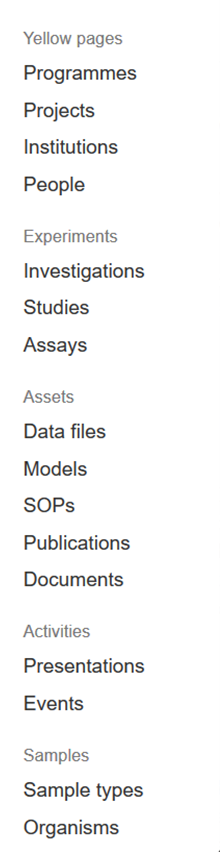 Yellow pages
Programmes
Projects
Institutions
People
Experiments
Investigations
Studies
Assays
Assets
Data files
Models
SOPs
Publications
Documents
Activities
Presentations
Events
Samples
Sample types
Organisms